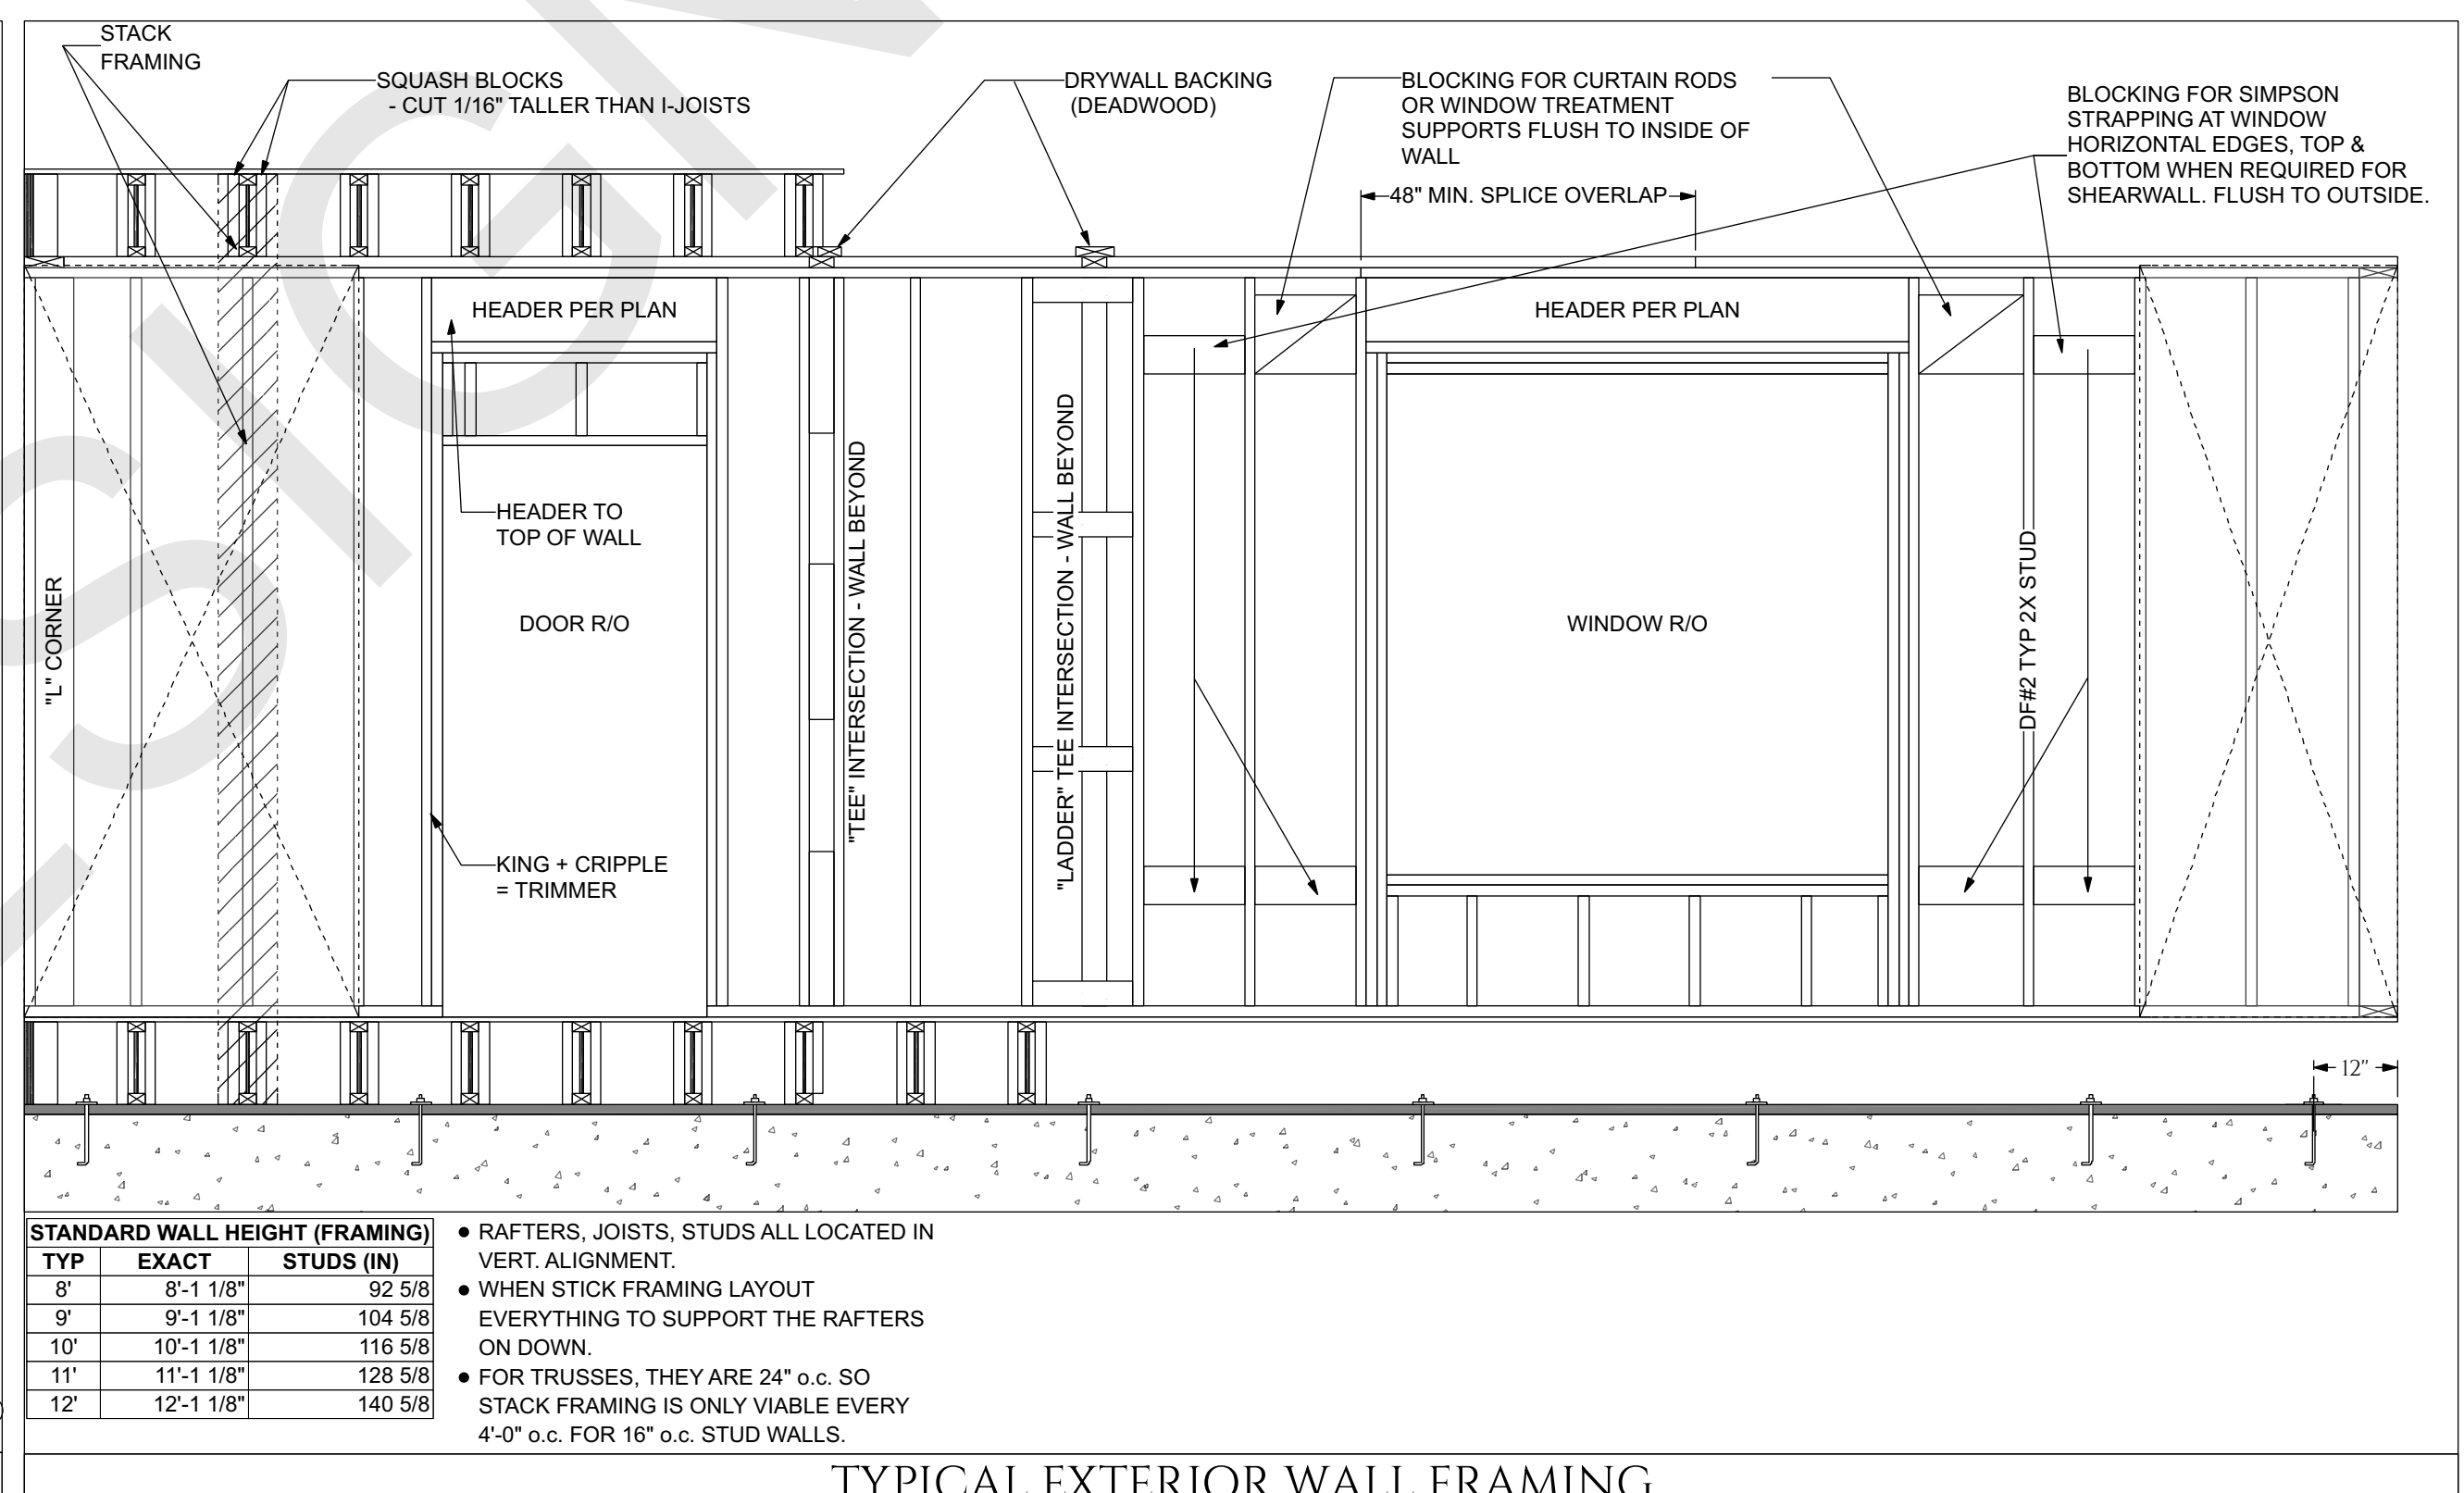 STACK
FRAMING
SQUASH BLOCKS
- CUT 1/16" TALLER THAN I-JOISTS
DRYWALL BACKING
(DEADWOOD)
BLOCKING FOR CURTAIN RODS
OR WINDOW TREATMENT
SUPPORTS FLUSH TO INSIDE OF
WALL
BLOCKING FOR SIMPSON
STRAPPING AT WINDOW
HORIZONTAL EDGES, TOP &
BOTTOM WHEN REQUIRED FOR
SHEARWALL. FLUSH TO OUTSIDE.
48" MIN. SPLICE OVERLAP
HEADER PER PLAN
HEADER PER PLAN
HEADER TO
TOP OF WALL
"L" CORNER
DOOR R/O
"TEE" INTERSECTION - WALL BEYOND
"LADDER" TEE INTERSECTION - WALL BEYOND
WINDOW R/O
DF#2 TYP 2X STUD
KING + CRIPPLE
= TRIMMER
12"
STANDARD WALL HEIGHT (FRAMING)
TYP EXACT STUDS (IN)
8' 8'-1 1/8" 92 5/8
9' 9'-1 1/8" 104 5/8
10' 10'-1 1/8" 116 5/8
11' 11'-1 1/8" 128 5/8
12' 12'-1 1/8" 140 5/8
● RAFTERS, JOISTS, STUDS ALL LOCATED IN
VERT. ALIGNMENT.
● WHEN STICK FRAMING LAYOUT
EVERYTHING TO SUPPORT THE RAFTERS
ON DOWN.
● FOR TRUSSES, THEY ARE 24" o.c. SO
STACK FRAMING IS ONLY VIABLE EVERY
4'-0" o.c. FOR 16" o.c. STUD WALLS.
TYPICAL EXTERIOR WALL FRAMING